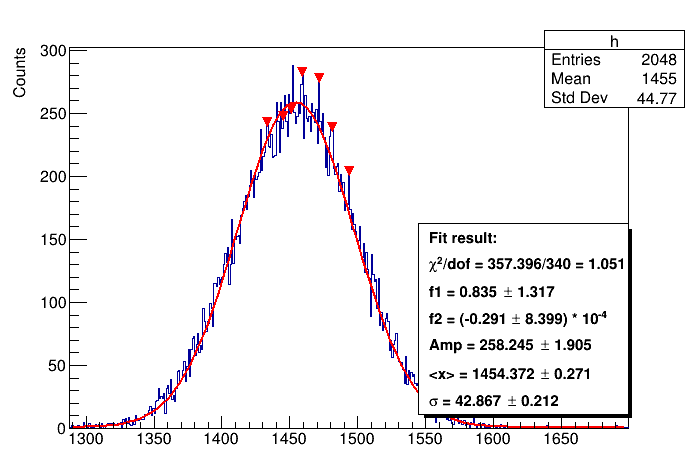 h
Entries 2048
Mean 1455
Std Dev 44.77
Counts
300
250
200
150
100
50
0
Fit result:
χ²/dof = 357.396/340 = 1.051
f1 = 0.835 ± 1.317
f2 = (-0.291 ± 8.399) * 10⁻⁴
Amp = 258.245 ± 1.905
<x> = 1454.372 ± 0.271
σ = 42.867 ± 0.212
1300 1350 1400 1450 1500 1550 1600 1650